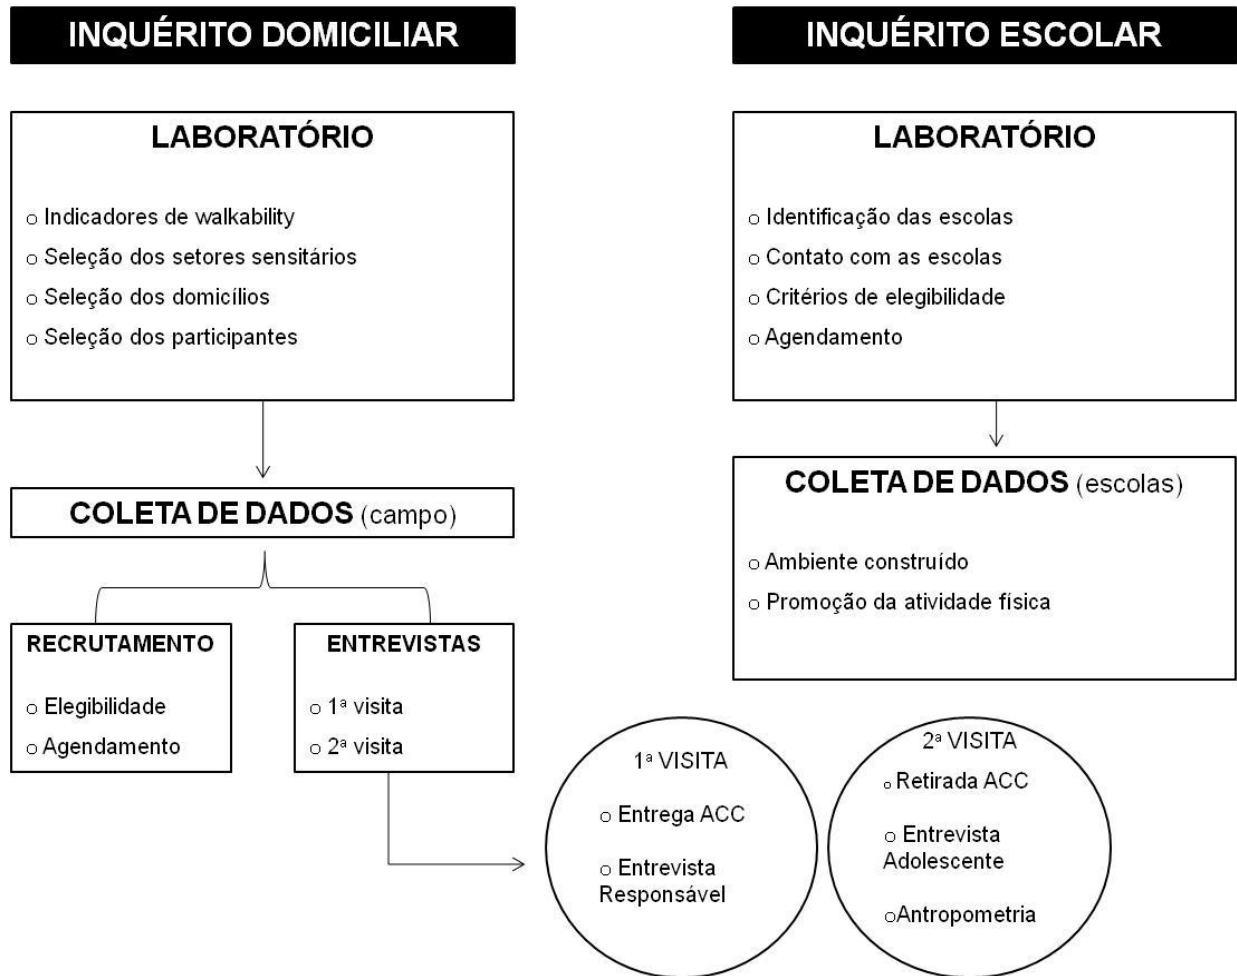 INQUÉRITO DOMICILIAR
LABORATÓRIO
o Indicadores de walkability
o Seleção dos setores sensitários
o Seleção dos domicílios
o Seleção dos participantes
COLETA DE DADOS (campo)
RECRUTAMENTO
o Elegibilidade
o Agendamento
ENTREVISTAS
o 1ª visita
o 2ª visita
INQUÉRITO ESCOLAR
LABORATÓRIO
o Identificação das escolas
o Contato com as escolas
o Critérios de elegibilidade
o Agendamento
COLETA DE DADOS (escolas)
o Ambiente construído
o Promoção da atividade física
1ª VISITA
o Entrega ACC
o Entrevista
Responsável
2ª VISITA
o Retirada ACC
o Entrevista
Adolescente
o Antropometria